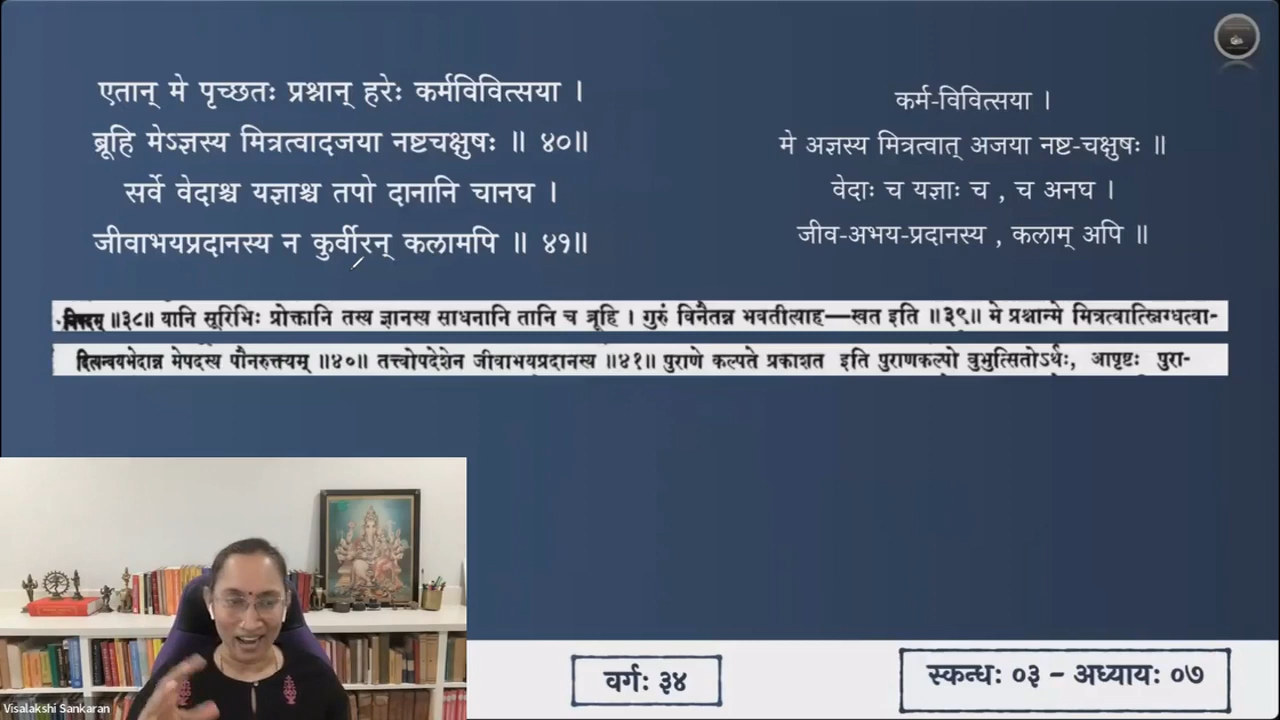 एतान् मे पृच्छतः प्रश्नान् हरेः कर्मविवित्सया ।
ब्रूहि मेऽज्ञस्य मित्रत्वादजया नष्टचक्षुषः ॥ ४०॥
सर्वे वेदाश्च यज्ञाश्च तपो दानानि चानघ ।
जीवाभयप्रदानस्य न कुर्वीरन् कलामपि ॥ ४१॥
कर्म-विवित्सया ।
मे अज्ञस्य मित्रत्वात् अजया नष्ट-चक्षुषः ॥
वेदाः च यज्ञाः च , च अनघ ।
जीव-अभय-प्रदानस्य , कलाम् अपि ॥
॥३८॥ यानि सूरिभिः प्रोक्तानि तस्य ज्ञानस्य साधनानि तानि च ब्रूहि । गुरुं विनैतन्न भवतीत्याह—स्वत इति ॥३९॥ मे प्रश्नान्मे मित्रत्वात्स्निग्धत्वा-
दित्यन्वयभेदान्न मेपदस्य पौनरुक्त्यम् ॥४०॥ तत्त्वोपदेशेन जीवाभयप्रदानस्य ॥४१॥ पुराणे कल्पते प्रकाशत इति पुराणकल्पो वुभुत्सितोऽर्थः, आपृष्टः पुरा-
Visalakshi Sankaran
वर्गः ३४
स्कन्धः ०३ – अध्यायः ०७